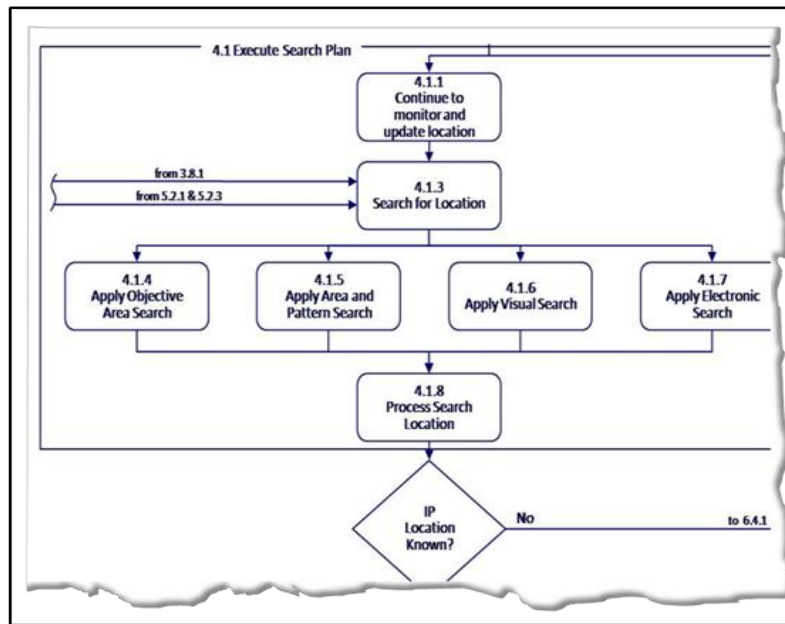 4.1 Execute Search Plan
4.1.1
Continue to
monitor and
update location
from 3.8.1
from 5.2.1 & 5.2.3
4.1.3
Search for Location
4.1.4
Apply Objective
Area Search
4.1.5
Apply Area and
Pattern Search
4.1.6
Apply Visual Search
4.1.7
Apply Electronic
Search
4.1.8
Process Search
Location
IP
Location
Known?
No
to 6.4.1